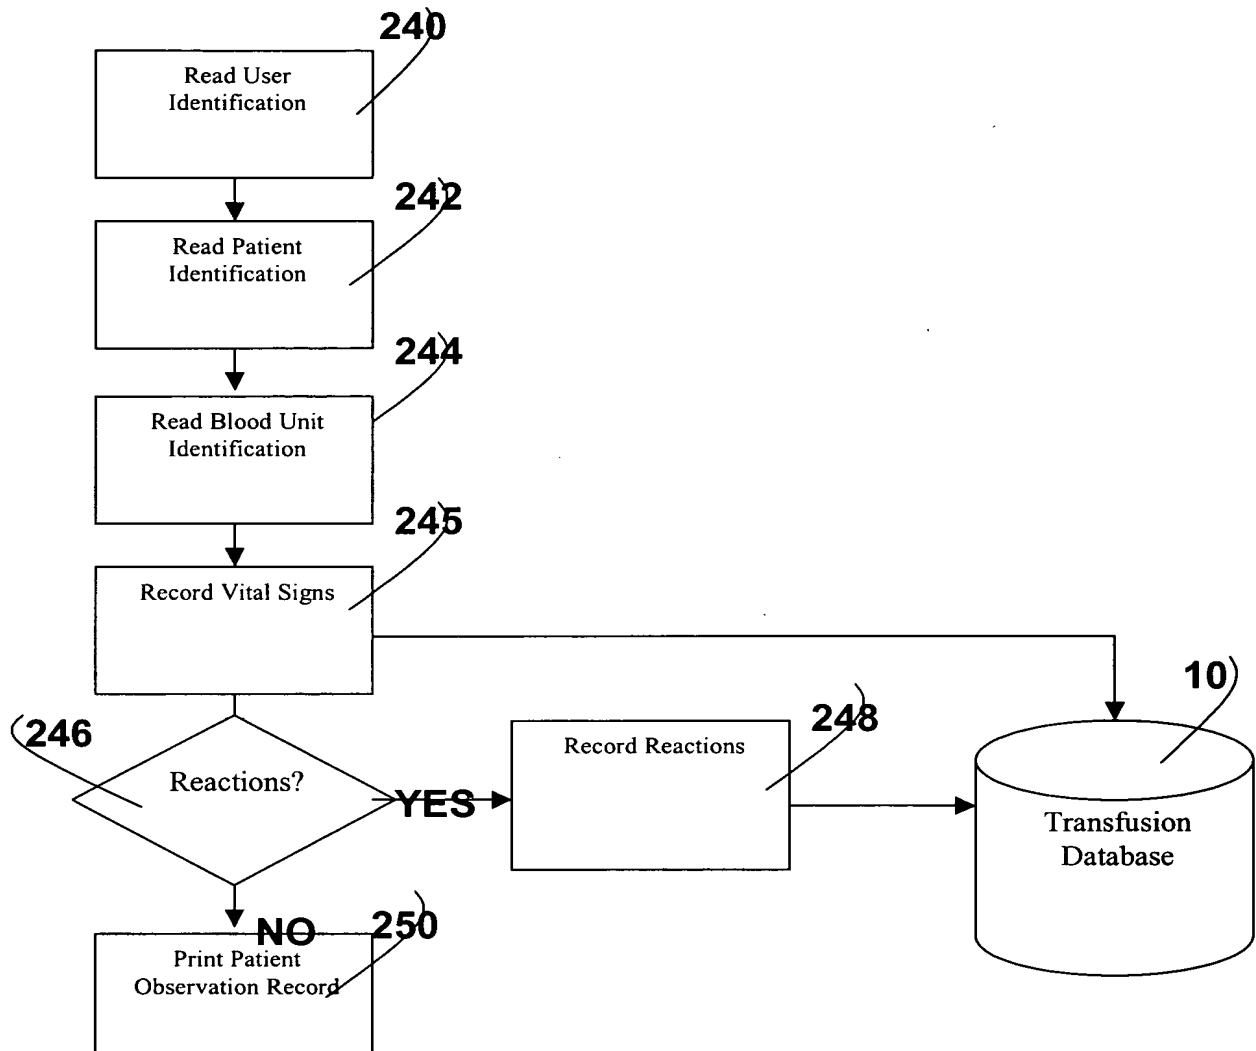 240
Read User
Identification
242
Read Patient
Identification
244
Read Blood Unit
Identification
245
Record Vital Signs
10
246
Reactions?
YES
248
Record Reactions
Transfusion
Database
NO
250
Print Patient
Observation Record